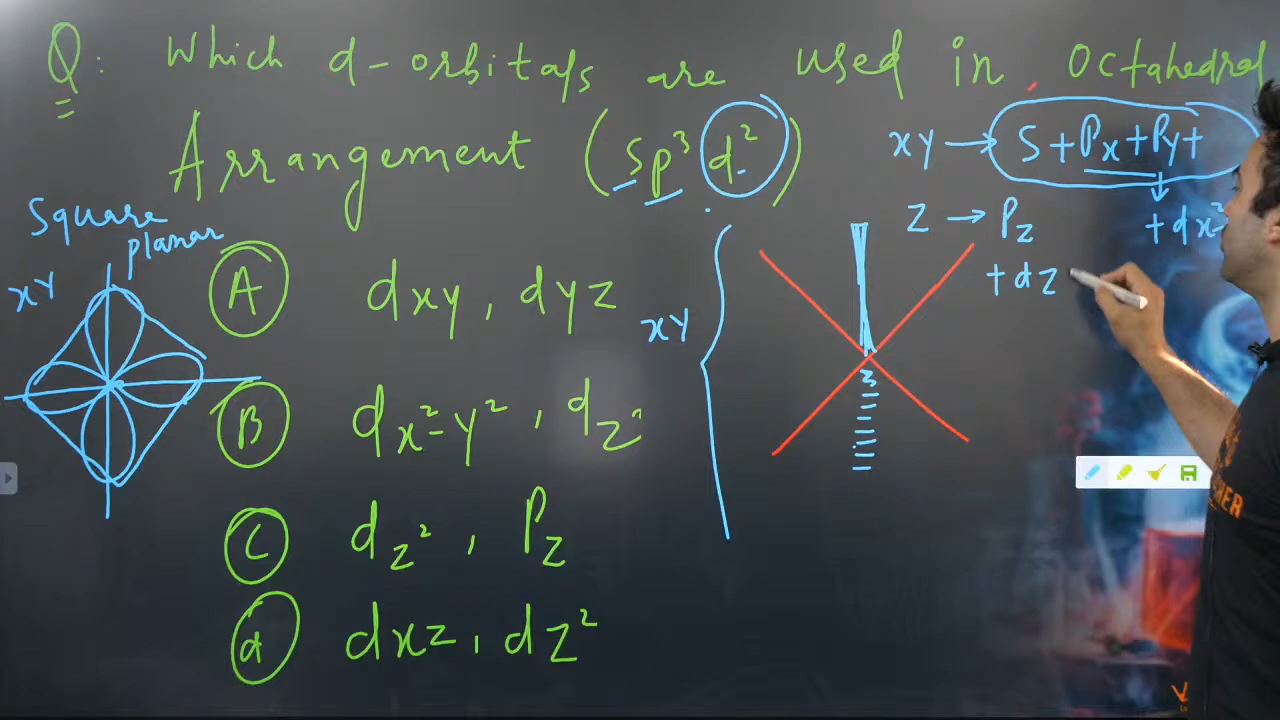 Q: Which d-orbitals are used in Octahedral
Arrangement (sp³d²)
xy → s + Px + Py +
+ dx²
z → Pz
+ dz
Square
planar
xy
xy
A dxy, dyz
B dx²-y², dz²
C dz², Pz
d dxz, dz²